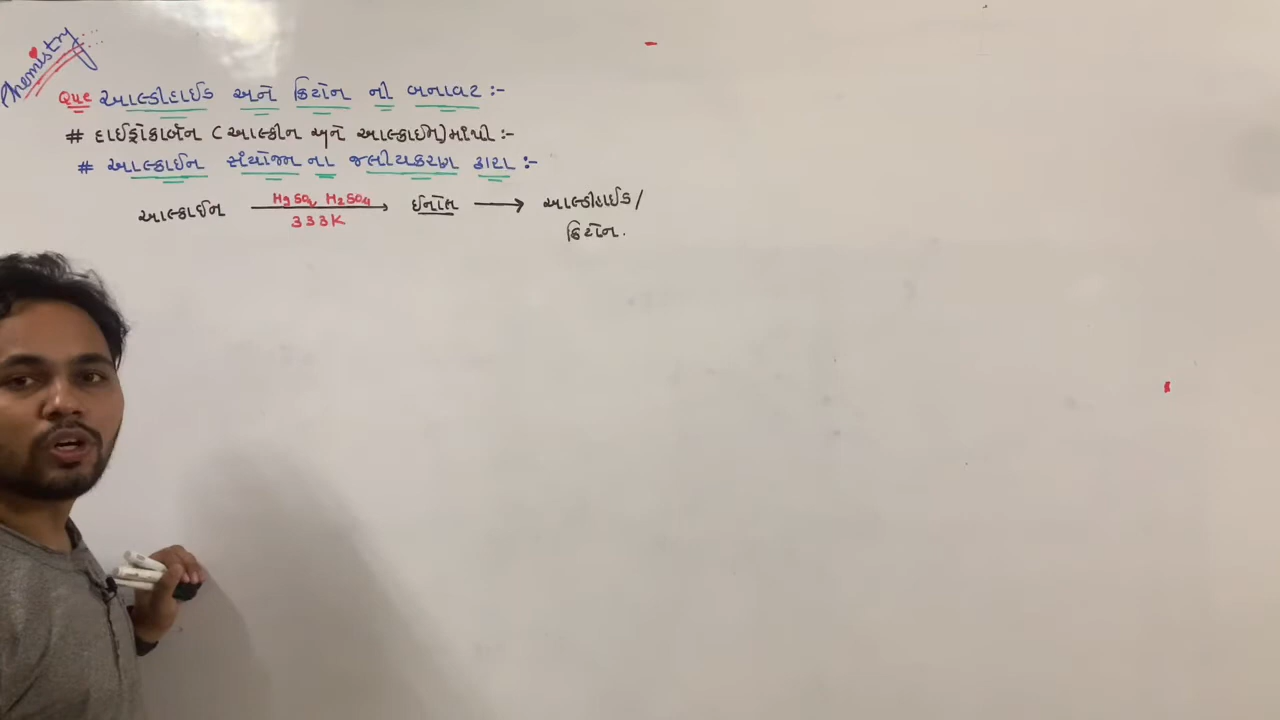 Chemistry
Que આલ્ડીહાઈડ અને કિટોન ની બનાવટ :-
# હાઈડ્રોકાર્બન (આલ્કીન અને આલ્કાઈન)માંથી :-
# આલ્કાઈન સંયોજન ના જલીયકરણ દ્વારા :-
આલ્કાઈન HgSO4 H2SO4 333K ઈનોલ આલ્ડીહાઈડ/
કિટોન.